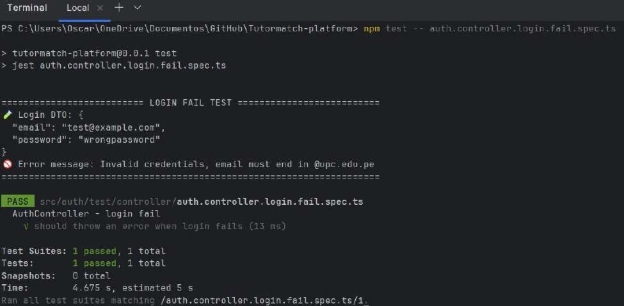 Terminal Local × + ∨
PS C:\Users\Oscar\OneDrive\Documentos\GitHub\Tutormatch-platform> npm test -- auth.controller.login.fail.spec.ts
> tutormatch-platform@0.0.1 test
> jest auth.controller.login.fail.spec.ts
========================== LOGIN FAIL TEST ==========================
🧪 Login DTO: {
"email": "test@example.com",
"password": "wrongpassword"
}
🚫 Error message: Invalid credentials, email must end in @upc.edu.pe
=====================================================================
PASS src/auth/test/controller/auth.controller.login.fail.spec.ts
AuthController - login fail
√ should throw an error when login fails (13 ms)
Test Suites: 1 passed, 1 total
Tests: 1 passed, 1 total
Snapshots: 0 total
Time: 4.675 s, estimated 5 s
Ran all test suites matching /auth.controller.login.fail.spec.ts/i.